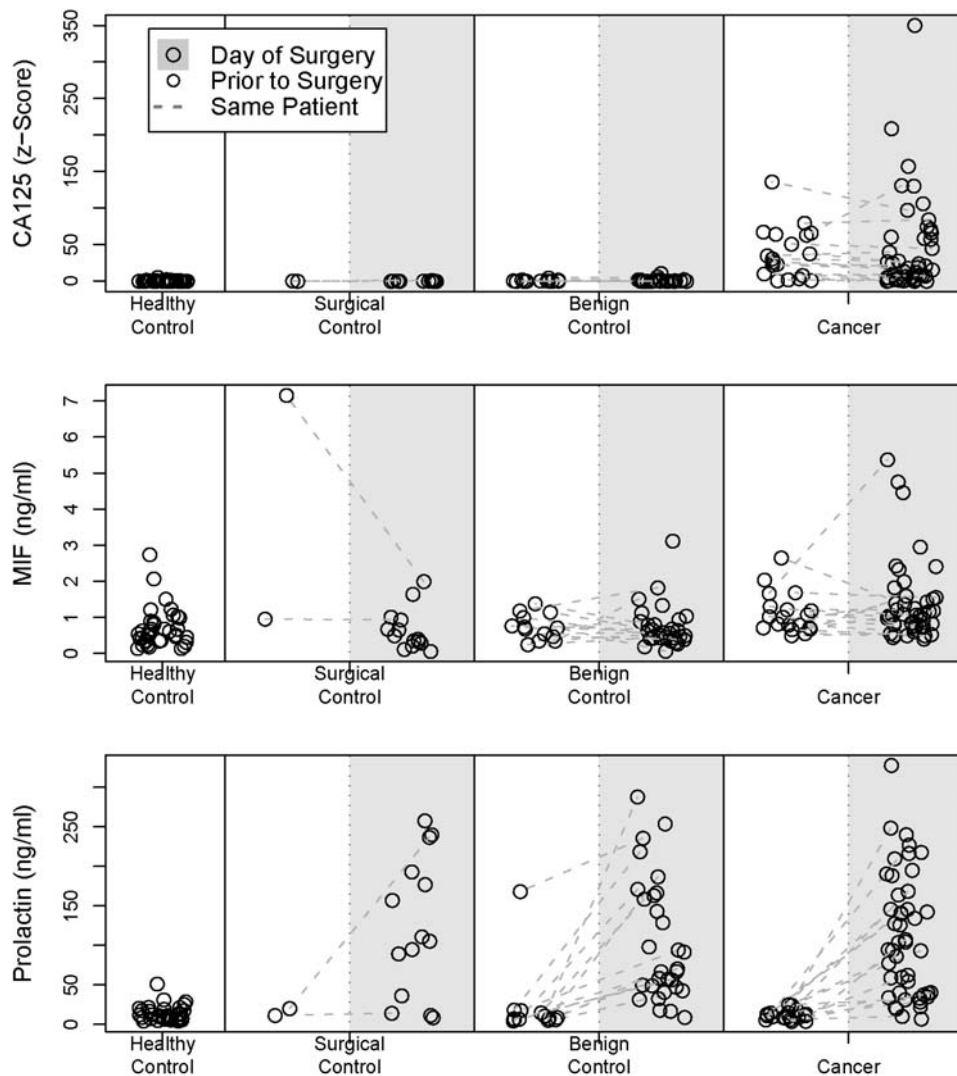 CA125 (z-Score)
350
250
150
50
0
Day of Surgery
Prior to Surgery
Same Patient
Healthy
Control
Surgical
Control
Benign
Control
Cancer
MIF (ng/ml)
7
6
5
4
3
2
1
0
Healthy
Control
Surgical
Control
Benign
Control
Cancer
Prolactin (ng/ml)
250
150
50
0
Healthy
Control
Surgical
Control
Benign
Control
Cancer